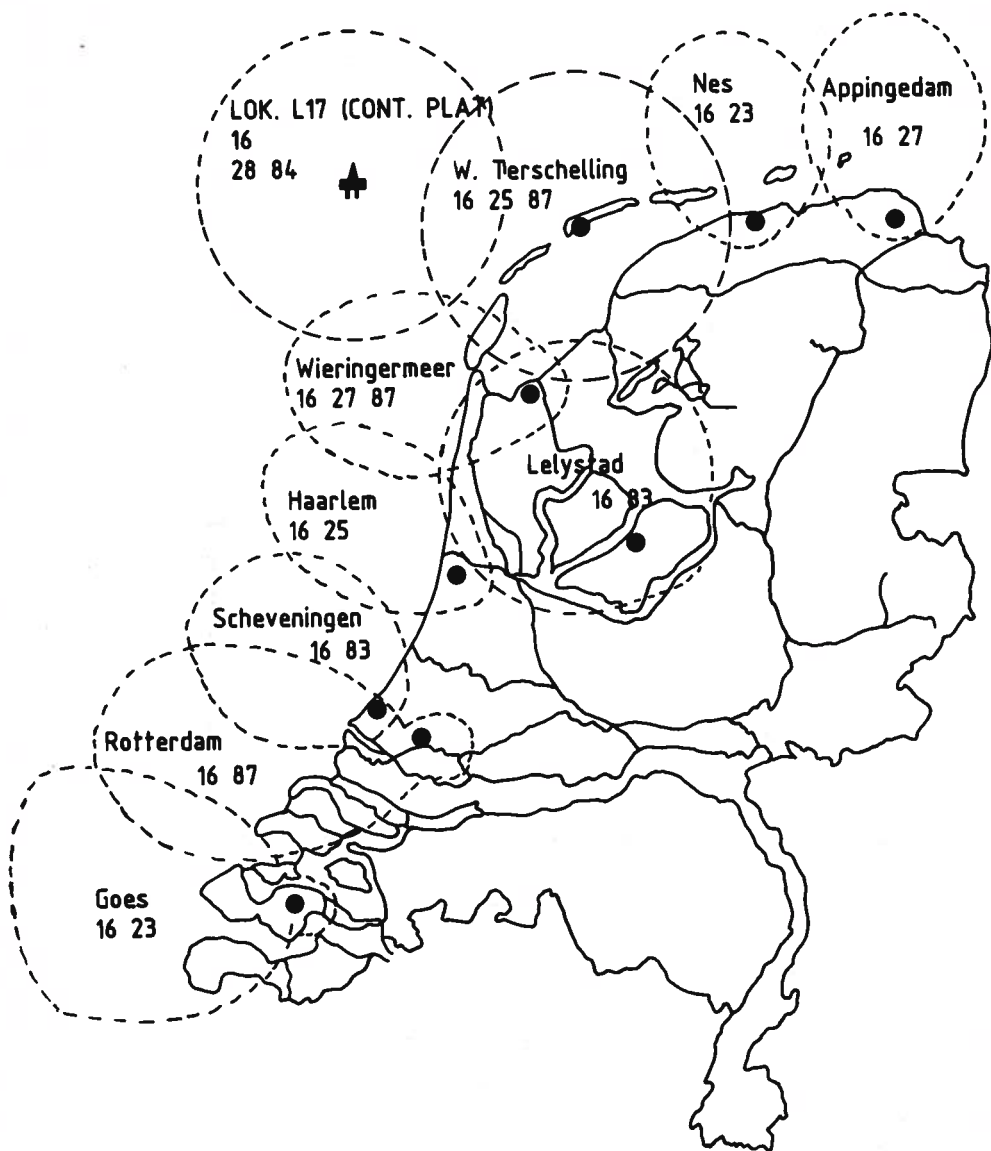 LOK. L17 (CONT. PLAT)
16
28 84
W. Terschelling
16 25 87
Nes
16 23
Appingedam
16 27
Wieringermeer
16 27 87
Lelystad
16 83
Haarlem
16 25
Scheveningen
16 83
Rotterdam
16 87
Goes
16 23